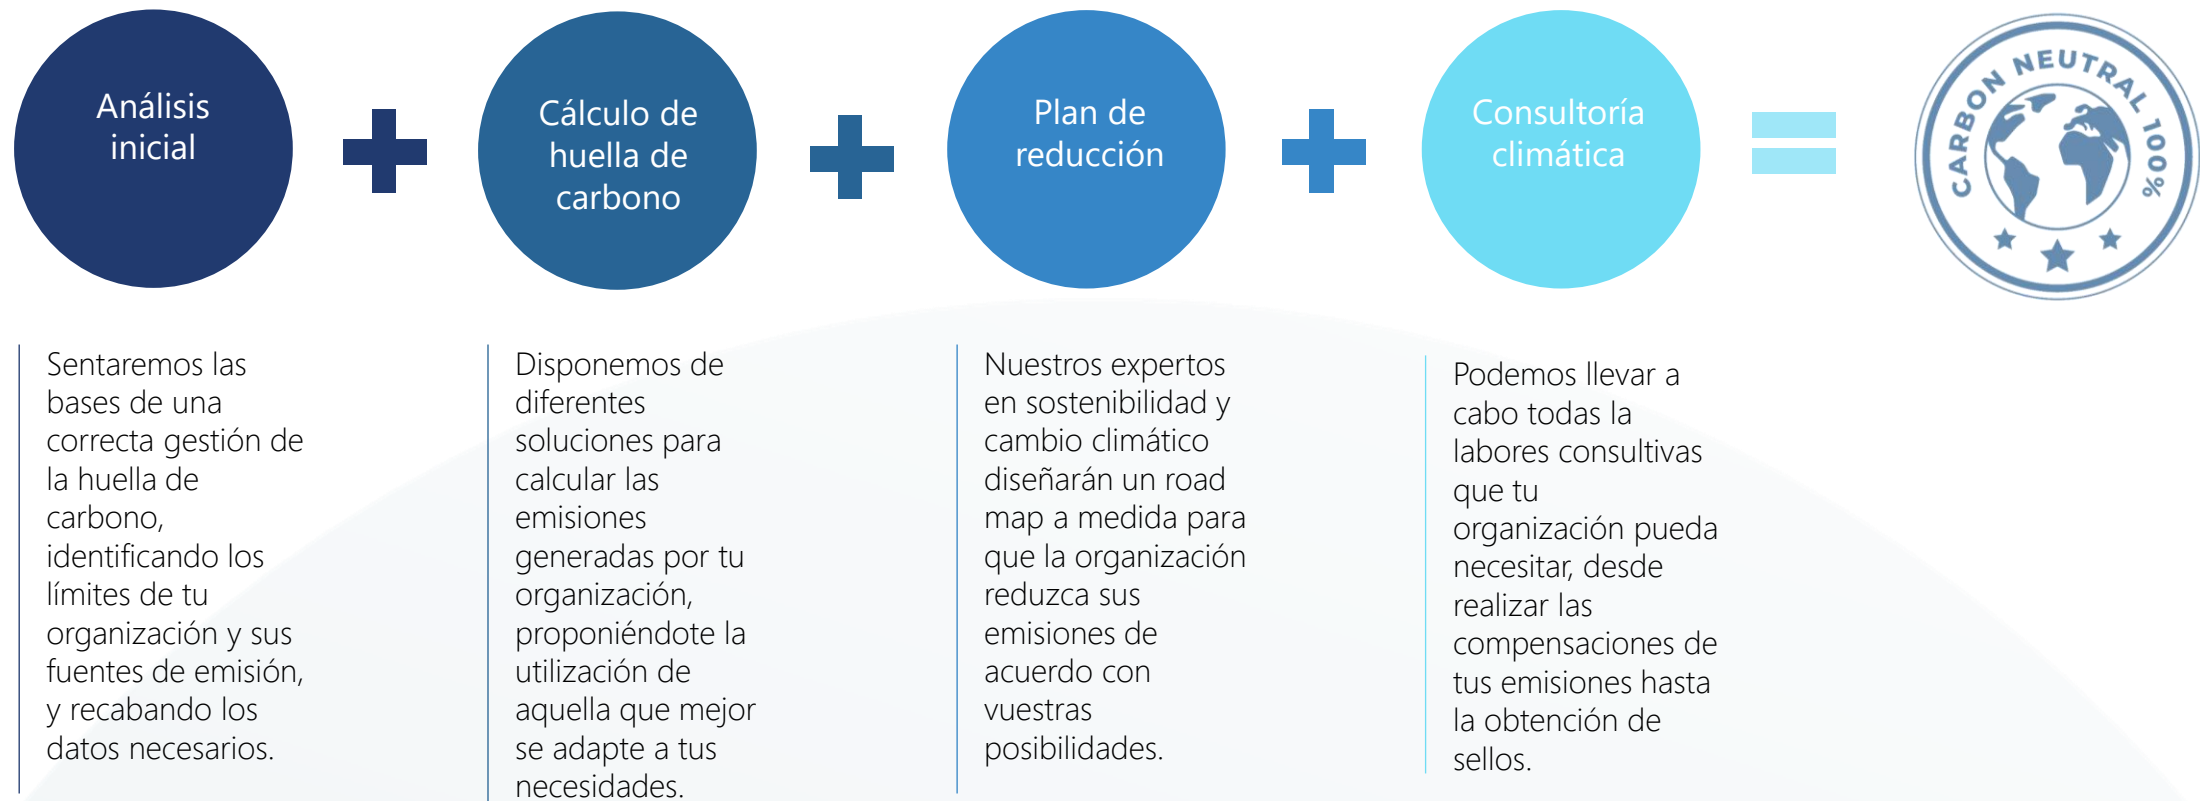 Análisis
inicial
Cálculo de
huella de
carbono
Plan de
reducción
Consultoría
climática
CARBON NEUTRAL 100%
Sentaremos las
bases de una
correcta gestión de
la huella de
carbono,
identificando los
límites de tu
organización y sus
fuentes de emisión,
y recabando los
datos necesarios.
Disponemos de
diferentes
soluciones para
calcular las
emisiones
generadas por tu
organización,
proponiéndote la
utilización de
aquella que mejor
se adapte a tus
necesidades.
Nuestros expertos
en sostenibilidad y
cambio climático
diseñarán un road
map a medida para
que la organización
reduzca sus
emisiones de
acuerdo con
vuestras
posibilidades.
Podemos llevar a
cabo todas la
labores consultivas
que tu
organización pueda
necesitar, desde
realizar las
compensaciones de
tus emisiones hasta
la obtención de
sellos.